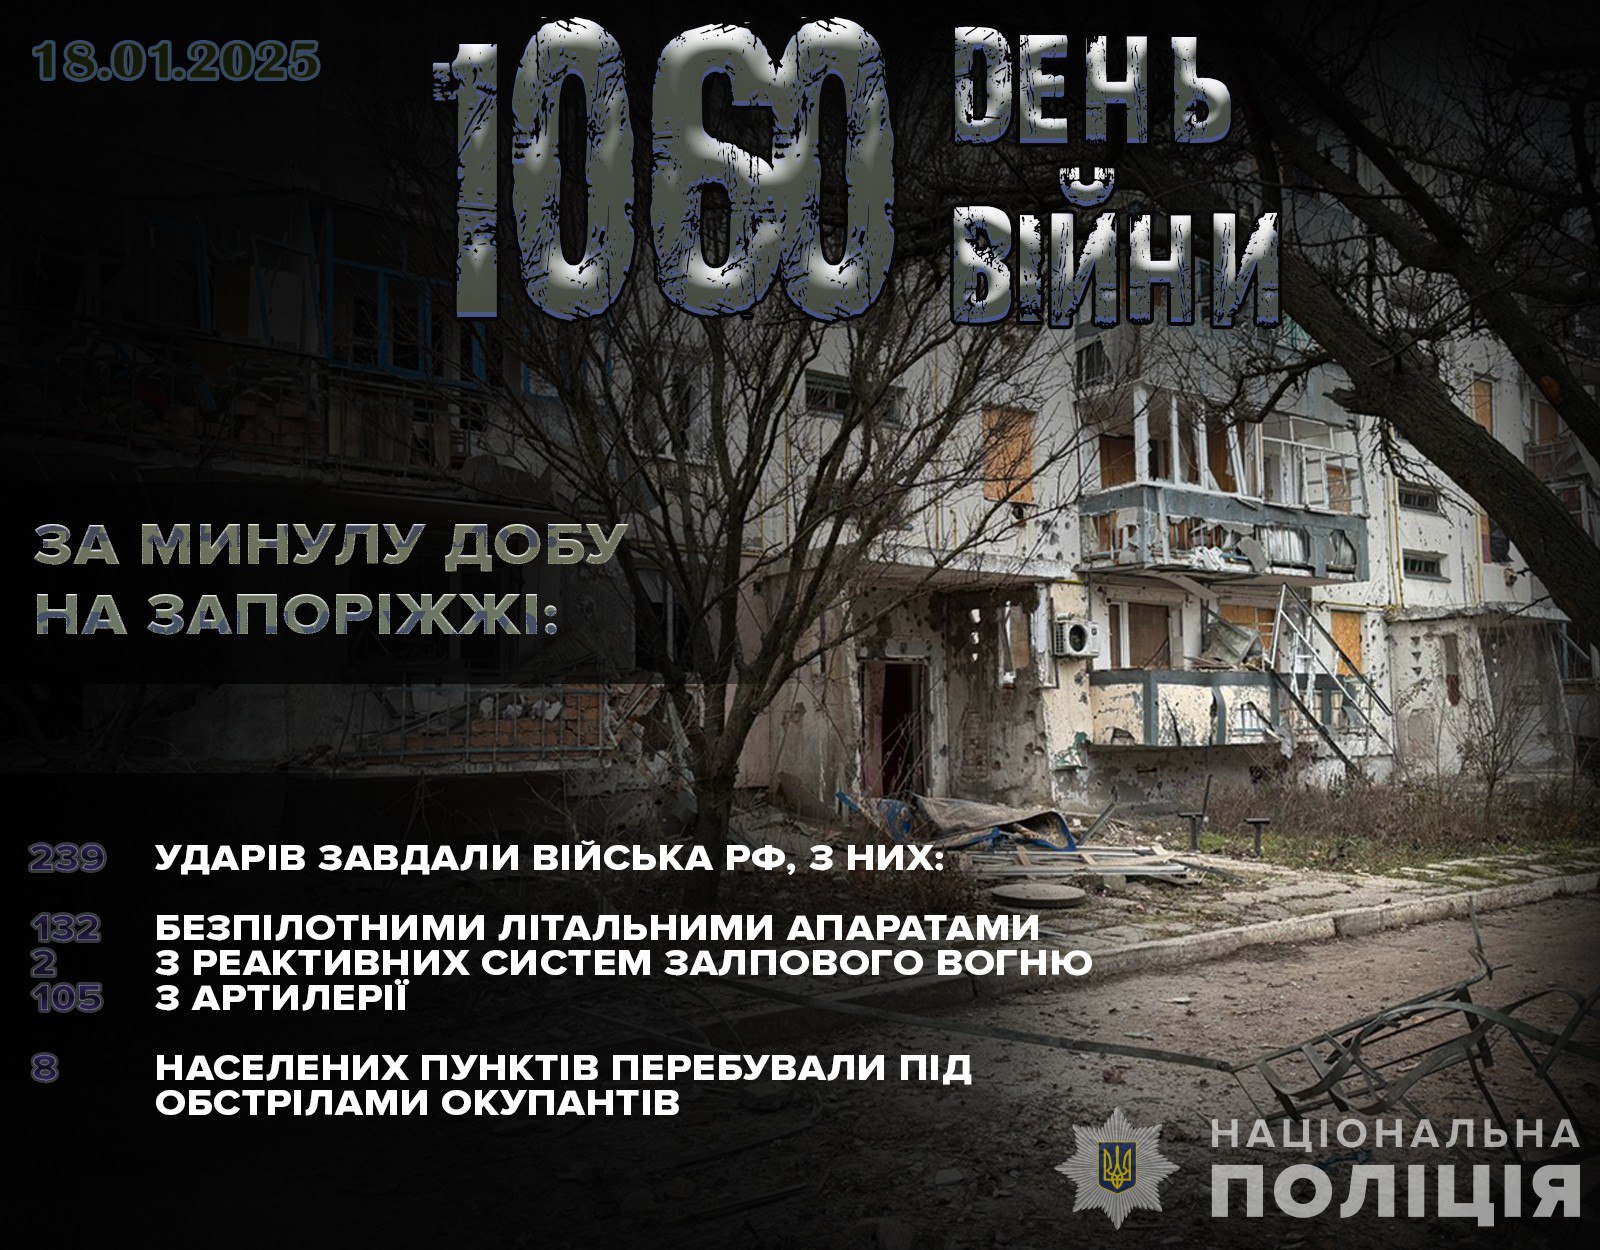 18.01.2025
1060 ДЕНЬ
ВІЙНИ
ЗА МИНУЛУ ДОБУ
НА ЗАПОРІЖЖІ:
239 УДАРІВ ЗАВДАЛИ ВІЙСЬКА РФ, З НИХ:
132 БЕЗПІЛОТНИМИ ЛІТАЛЬНИМИ АПАРАТАМИ
2 З РЕАКТИВНИХ СИСТЕМ ЗАЛПОВОГО ВОГНЮ
105 З АРТИЛЕРІЇ
8 НАСЕЛЕНИХ ПУНКТІВ ПЕРЕБУВАЛИ ПІД
ОБСТРІЛАМИ ОКУПАНТІВ
НАЦІОНАЛЬНА
ПОЛІЦІЯ